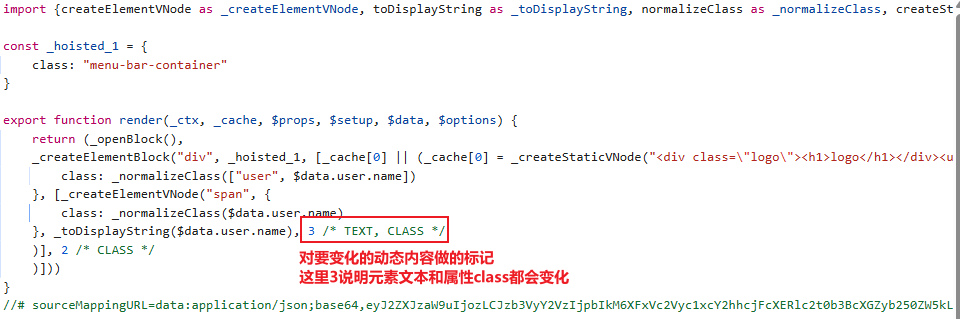 import {createElementVNode as _createElementVNode, toDisplayString as _toDisplayString, normalizeClass as _normalizeClass, createSt
const _hoisted_1 = {
class: "menu-bar-container"
}
export function render(_ctx, _cache, $props, $setup, $data, $options) {
return (_openBlock(),
_createElementBlock("div", _hoisted_1, [_cache[0] || (_cache[0] = _createStaticVNode("<div class=\"logo\"><h1>logo</h1></div><u
class: _normalizeClass(["user", $data.user.name])
}, [_createElementVNode("span", {
class: _normalizeClass($data.user.name)
}, _toDisplayString($data.user.name), 3 /* TEXT, CLASS */
)], 2 /* CLASS */
)]))
}
对要变化的动态内容做的标记
这里3说明元素文本和属性class都会变化
//# sourceMappingURL=data:application/json;base64,eyJ2ZXJzaW9uIjozLCJzb3VyY2VzIjpbIkM6XFxVc2Vyc1xcY2hhcjFcXERlc2t0b3BcXGZyb250ZW5kL